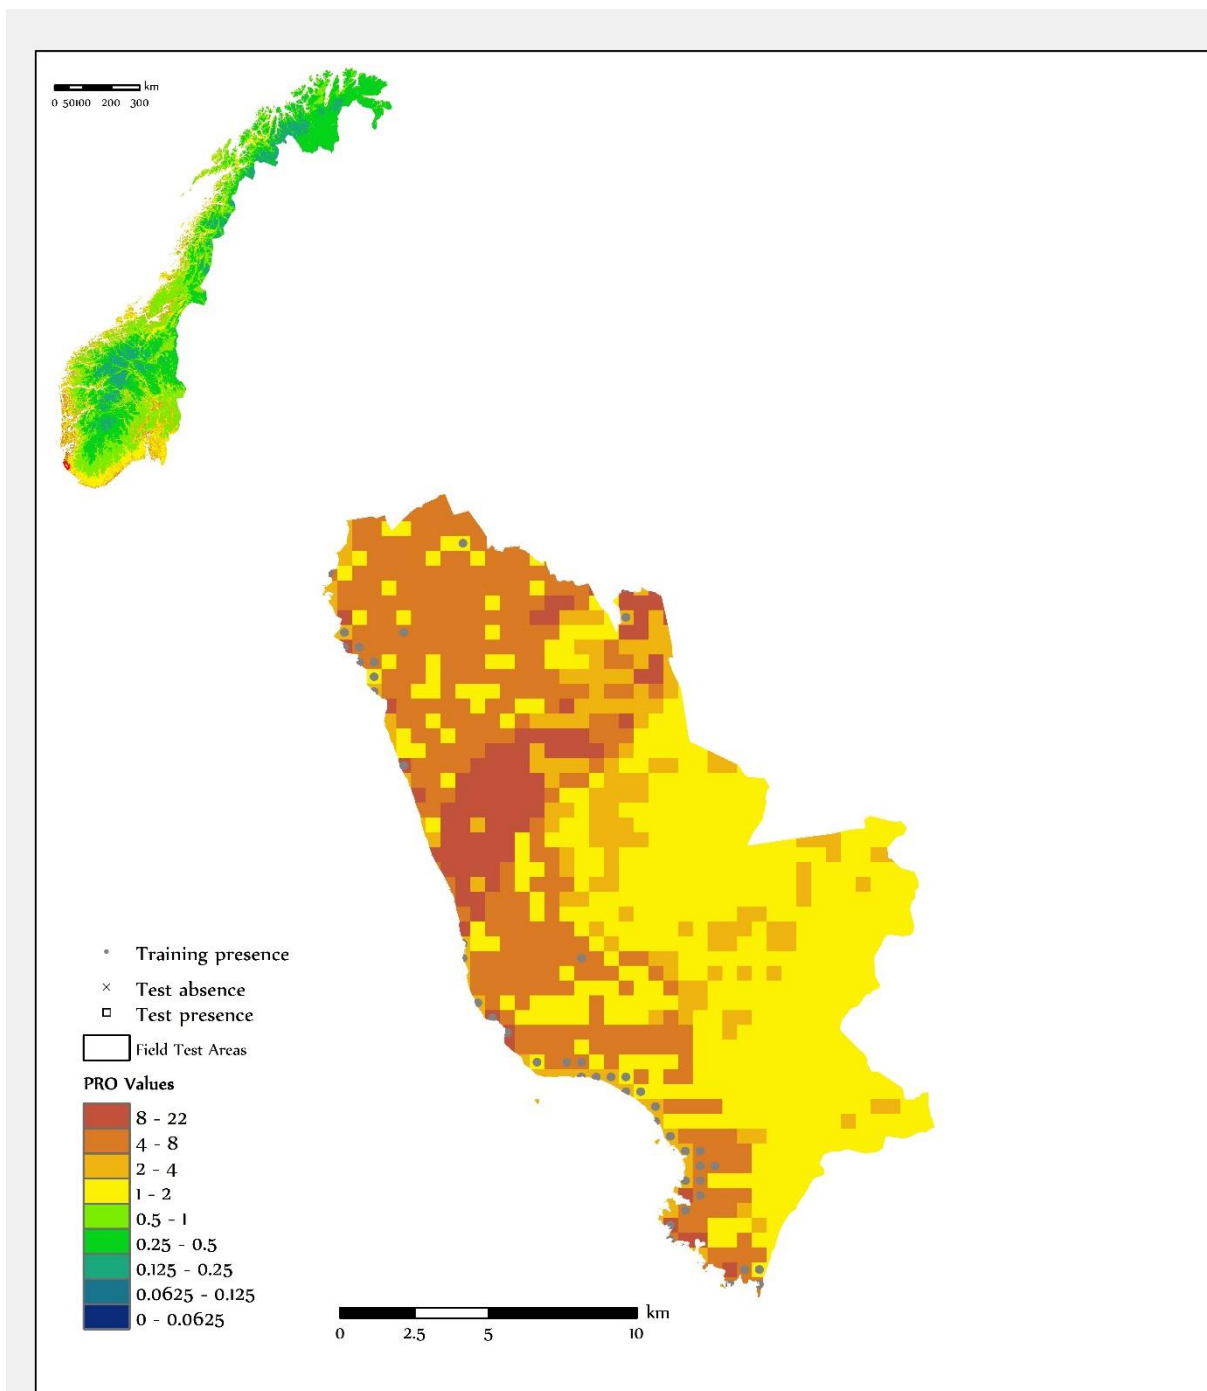 km
0 50100 200 300
Training presence
Test absence
Test presence
Field Test Areas
PRO Values
8 - 22
4 - 8
2 - 4
1 - 2
0.5 - 1
0.25 - 0.5
0.125 - 0.25
0.0625 - 0.125
0 - 0.0625
km
0 2.5 5 10